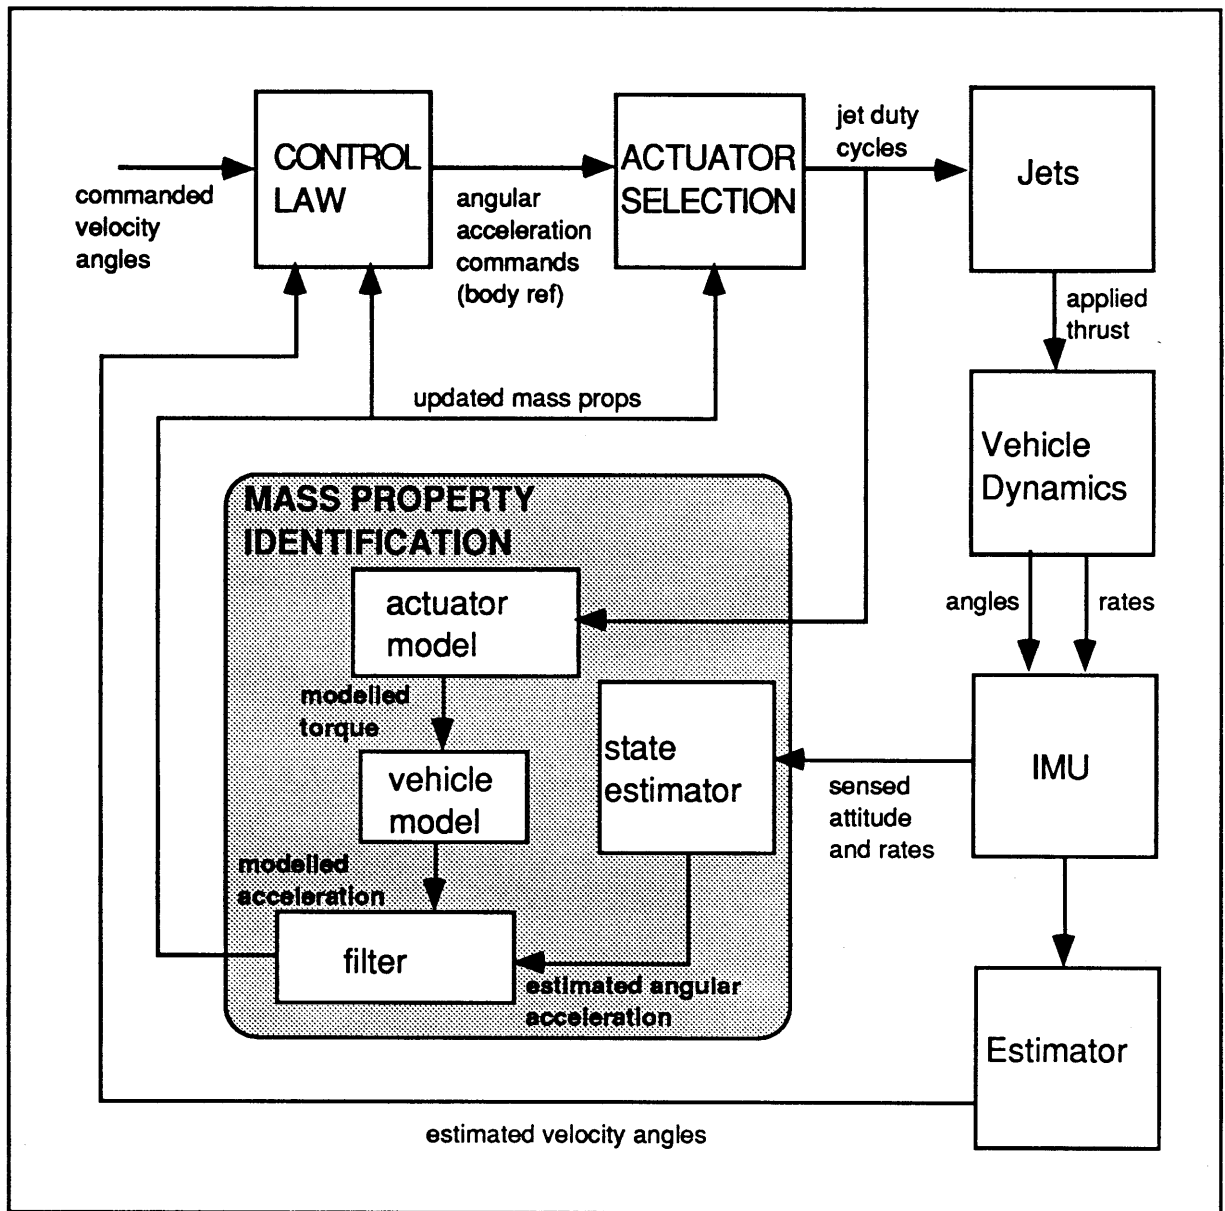 CONTROL
LAW
ACTUATOR
SELECTION
jet duty
cycles
Jets
commanded
velocity
angles
angular
acceleration
commands
(body ref)
applied
thrust
updated mass props
Vehicle
Dynamics
MASS PROPERTY
IDENTIFICATION
actuator
model
angles
rates
modelled
torque
state
estimator
vehicle
model
IMU
sensed
attitude
and rates
modelled
acceleration
filter
estimated angular
acceleration
Estimator
estimated velocity angles